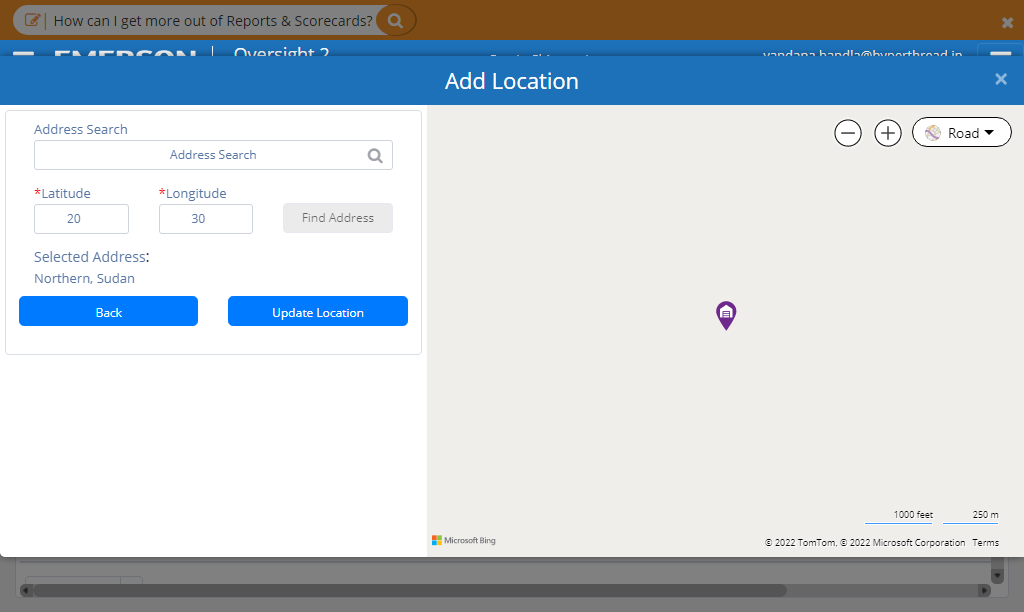 How can I get more out of Reports & Scorecards?
EMERSON Oversight 2 vandana.bandla@hyperthread.in
Add Location
Address Search
Address Search
*Latitude *Longitude
20 30 Find Address
Selected Address:
Northern, Sudan
Back Update Location
Road
1000 feet 250 m
Microsoft Bing
© 2022 TomTom, © 2022 Microsoft Corporation Terms